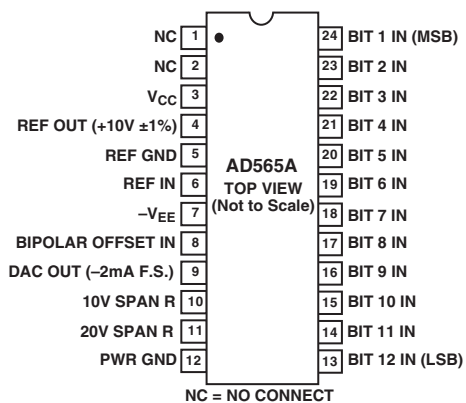 NC 1
NC 2
VCC 3
REF OUT (+10V ±1%) 4
REF GND 5
REF IN 6
–VEE 7
BIPOLAR OFFSET IN 8
DAC OUT (–2mA F.S.) 9
10V SPAN R 10
20V SPAN R 11
PWR GND 12
AD565A
TOP VIEW
(Not to Scale)
24 BIT 1 IN (MSB)
23 BIT 2 IN
22 BIT 3 IN
21 BIT 4 IN
20 BIT 5 IN
19 BIT 6 IN
18 BIT 7 IN
17 BIT 8 IN
16 BIT 9 IN
15 BIT 10 IN
14 BIT 11 IN
13 BIT 12 IN (LSB)
NC = NO CONNECT